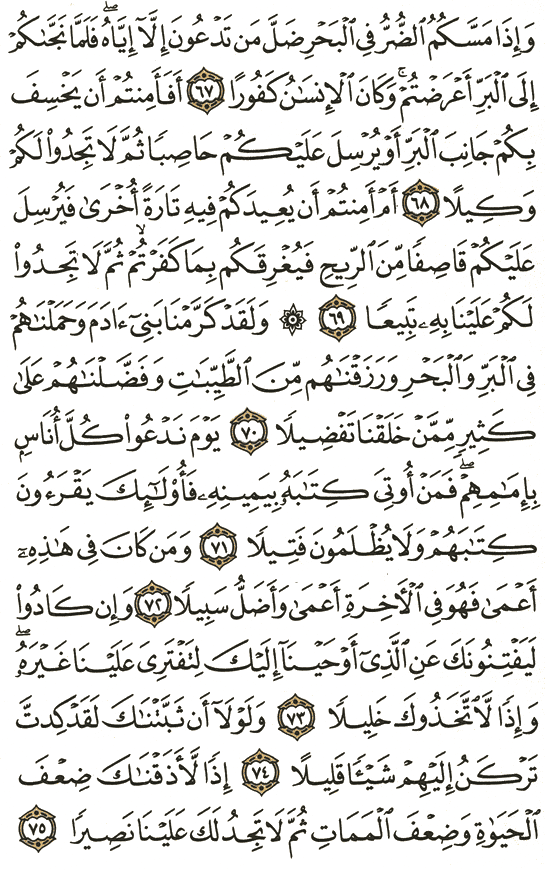 وَإِذَا مَسَّكُمُ ٱلضُّرُّ فِي ٱلْبَحْرِ ضَلَّ مَن تَدْعُونَ إِلَّآ إِيَّاهُۖ فَلَمَّا نَجَّىٰكُمْ
إِلَى ٱلْبَرِّ أَعْرَضْتُمْۚ وَكَانَ ٱلْإِنسَٰنُ كَفُورًا ٦٧ أَفَأَمِنتُمْ أَن يَخْسِفَ
بِكُمْ جَانِبَ ٱلْبَرِّ أَوْ يُرْسِلَ عَلَيْكُمْ حَاصِبًا ثُمَّ لَا تَجِدُوا۟ لَكُمْ
وَكِيلًا ٦٨ أَمْ أَمِنتُمْ أَن يُعِيدَكُمْ فِيهِ تَارَةً أُخْرَىٰ فَيُرْسِلَ
عَلَيْكُمْ قَاصِفًا مِّنَ ٱلرِّيحِ فَيُغْرِقَكُم بِمَا كَفَرْتُمْۙ ثُمَّ لَا تَجِدُوا۟
لَكُمْ عَلَيْنَا بِهِۦ تَبِيعًا ٦٩ ۞ وَلَقَدْ كَرَّمْنَا بَنِيٓ ءَادَمَ وَحَمَلْنَٰهُمْ
فِي ٱلْبَرِّ وَٱلْبَحْرِ وَرَزَقْنَٰهُم مِّنَ ٱلطَّيِّبَٰتِ وَفَضَّلْنَٰهُمْ عَلَىٰ
كَثِيرٍ مِّمَّنْ خَلَقْنَا تَفْضِيلًا ٧٠ يَوْمَ نَدْعُوا۟ كُلَّ أُنَاسٍۭ
بِإِمَٰمِهِمْۖ فَمَنْ أُوتِيَ كِتَٰبَهُۥ بِيَمِينِهِۦ فَأُو۟لَٰٓئِكَ يَقْرَءُونَ
كِتَٰبَهُمْ وَلَا يُظْلَمُونَ فَتِيلًا ٧١ وَمَن كَانَ فِي هَٰذِهِۦٓ
أَعْمَىٰ فَهُوَ فِي ٱلْأَخِرَةِ أَعْمَىٰ وَأَضَلُّ سَبِيلًا ٧٢ وَإِن كَادُوا۟
لَيَفْتِنُونَكَ عَنِ ٱلَّذِيٓ أَوْحَيْنَآ إِلَيْكَ لِتَفْتَرِيَ عَلَيْنَا غَيْرَهُۥۖ
وَإِذًا لَّٱتَّخَذُوكَ خَلِيلًا ٧٣ وَلَوْلَآ أَن ثَبَّتْنَٰكَ لَقَدْ كِدتَّ
تَرْكَنُ إِلَيْهِمْ شَيْـًٔا قَلِيلًا ٧٤ إِذًا لَّأَذَقْنَٰكَ ضِعْفَ
ٱلْحَيَوٰةِ وَضِعْفَ ٱلْمَمَاتِ ثُمَّ لَا تَجِدُ لَكَ عَلَيْنَا نَصِيرًا ٧٥